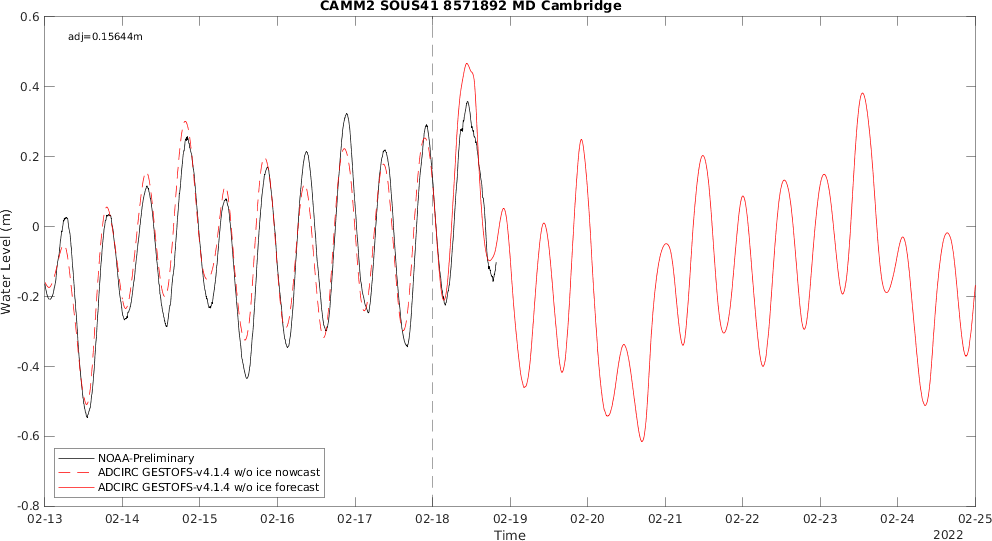 CAMM2 SOUS41 8571892 MD Cambridge
adj=0.15644m
0.6
0.4
0.2
0
-0.2
-0.4
-0.6
-0.8
Water Level (m)
NOAA-Preliminary
ADCIRC GESTOFS-v4.1.4 w/o ice nowcast
ADCIRC GESTOFS-v4.1.4 w/o ice forecast
02-13 02-14 02-15 02-16 02-17 02-18 02-19 02-20 02-21 02-22 02-23 02-24 02-25
Time
2022